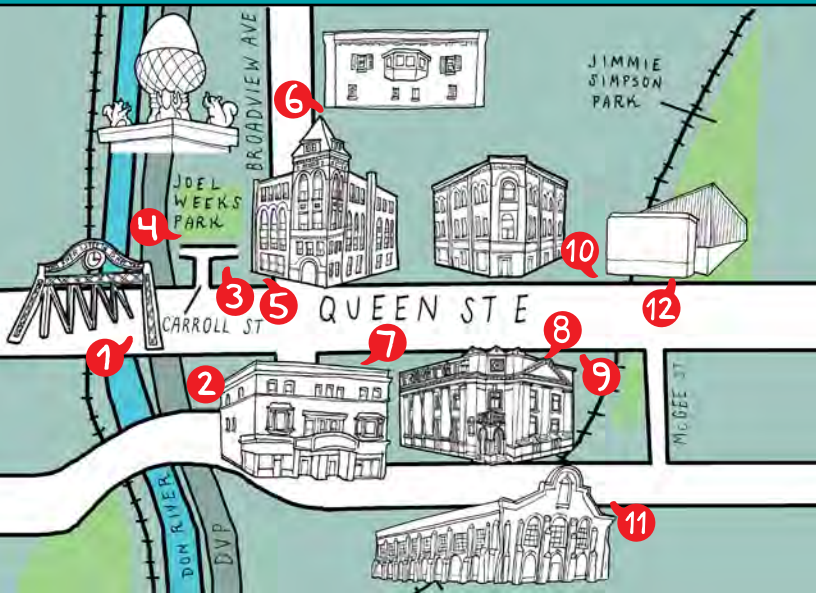 BROADVIEW AVE
6
JIMMIE
SIMPSON
PARK
JOEL
WEEKS
PARK
4
10
3
5
QUEEN ST E
12
CARROLL ST
1
7
8
9
2
McGEE ST
DON RIVER
DVP
11